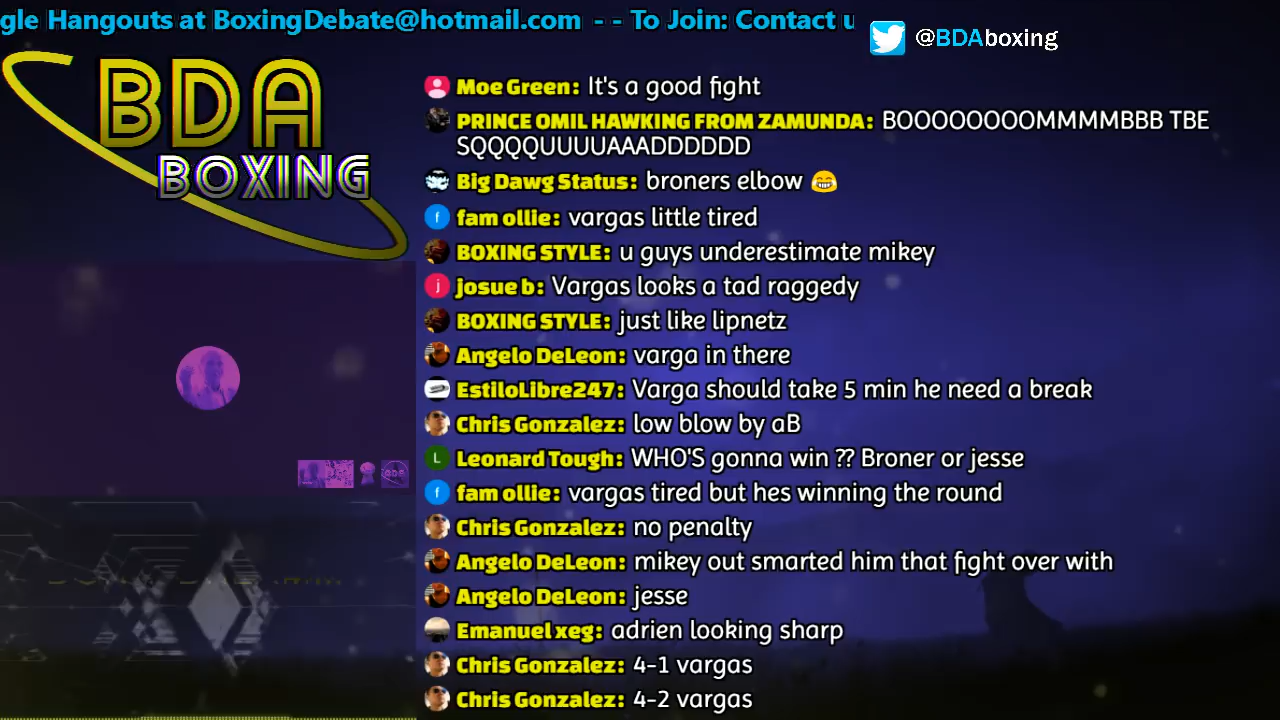 gle Hangouts at BoxingDebate@hotmail.com - - To Join: Contact u
@BDAboxing
BDA
BOXING
Moe Green: It's a good fight
PRINCE OMIL HAWKING FROM ZAMUNDA: BOOOOOOOOMMMMBBB TBE
SQQQQUUUUAAADDDDDD
Big Dawg Status: broners elbow 😂
fam ollie: vargas little tired
BOXING STYLE: u guys underestimate mikey
josue b: Vargas looks a tad raggedy
BOXING STYLE: just like lipnetz
Angelo DeLeon: varga in there
EstiloLibre247: Varga should take 5 min he need a break
Chris Gonzalez: low blow by aB
Leonard Tough: WHO'S gonna win ?? Broner or jesse
fam ollie: vargas tired but hes winning the round
Chris Gonzalez: no penalty
Angelo DeLeon: mikey out smarted him that fight over with
Angelo DeLeon: jesse
Emanuel xeg: adrien looking sharp
Chris Gonzalez: 4-1 vargas
Chris Gonzalez: 4-2 vargas